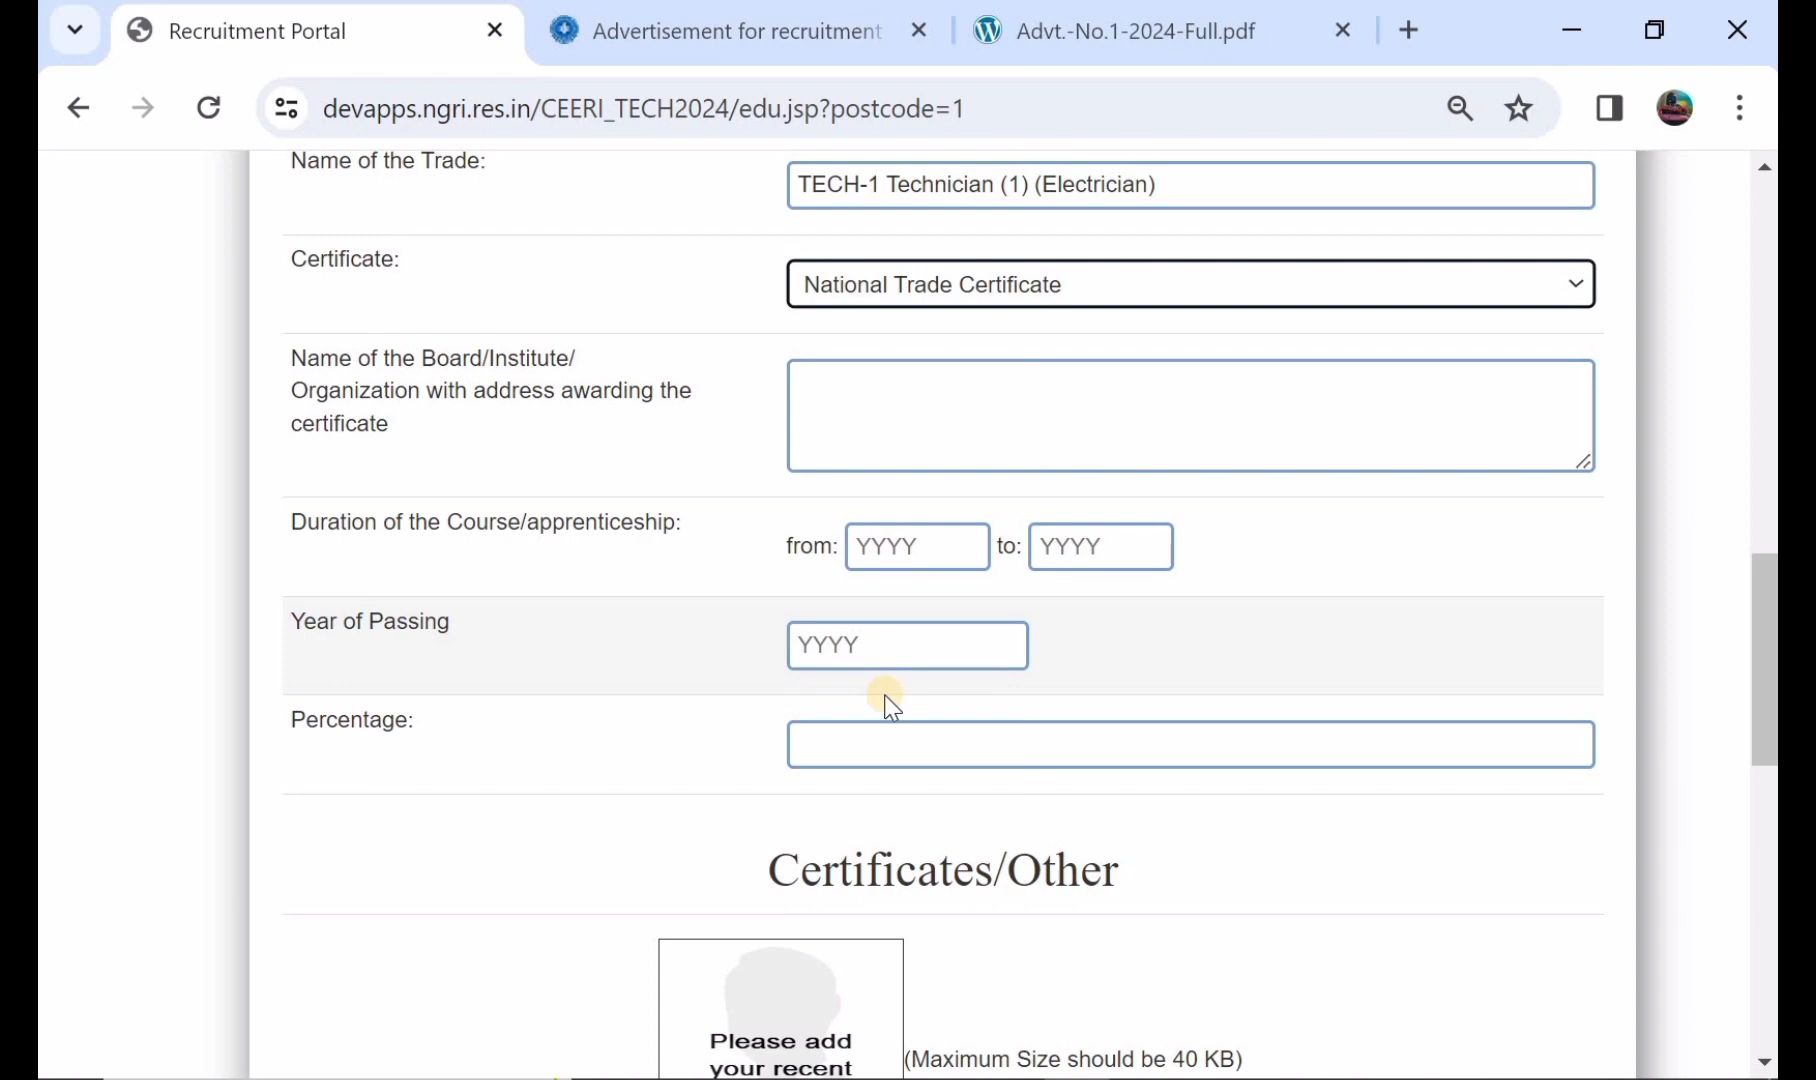 Recruitment Portal
Advertisement for recruitment
Advt.-No.1-2024-Full.pdf
devapps.ngri.res.in/CEERI_TECH2024/edu.jsp?postcode=1
Name of the Trade:
TECH-1 Technician (1) (Electrician)
Certificate:
National Trade Certificate
Name of the Board/Institute/
Organization with address awarding the
certificate
Duration of the Course/apprenticeship:
from: YYYY to: YYYY
Year of Passing
YYYY
Percentage:
Certificates/Other
Please add
your recent
(Maximum Size should be 40 KB)